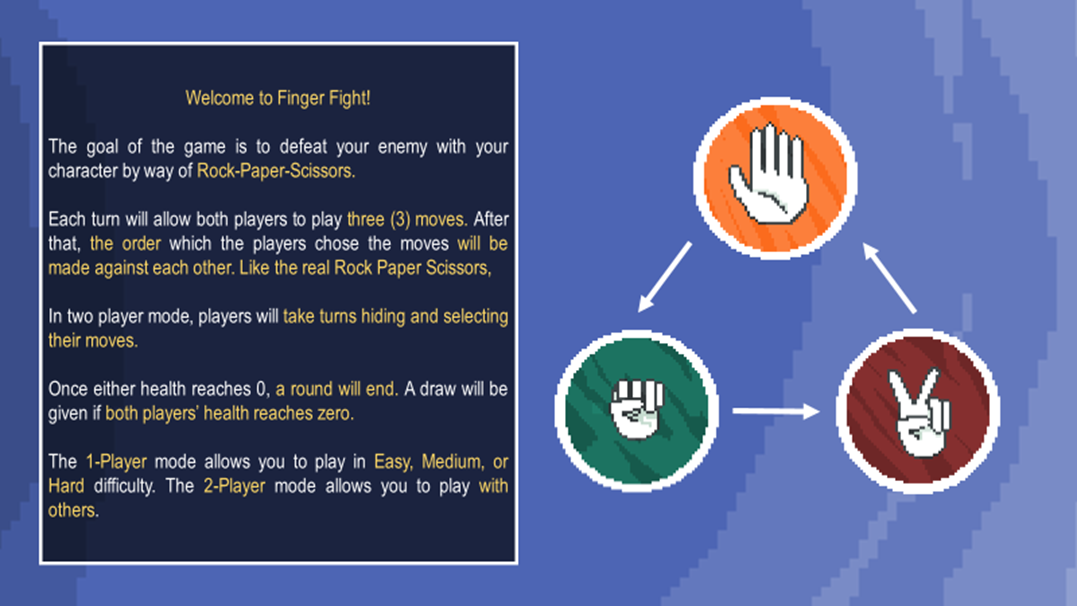 Welcome to Finger Fight!
The goal of the game is to defeat your enemy with your
character by way of Rock-Paper-Scissors.
Each turn will allow both players to play three (3) moves. After
that, the order which the players chose the moves will be
made against each other. Like the real Rock Paper Scissors,
In two player mode, players will take turns hiding and selecting
their moves.
Once either health reaches 0, a round will end. A draw will be
given if both players' health reaches zero.
The 1-Player mode allows you to play in Easy, Medium, or
Hard difficulty. The 2-Player mode allows you to play with
others.